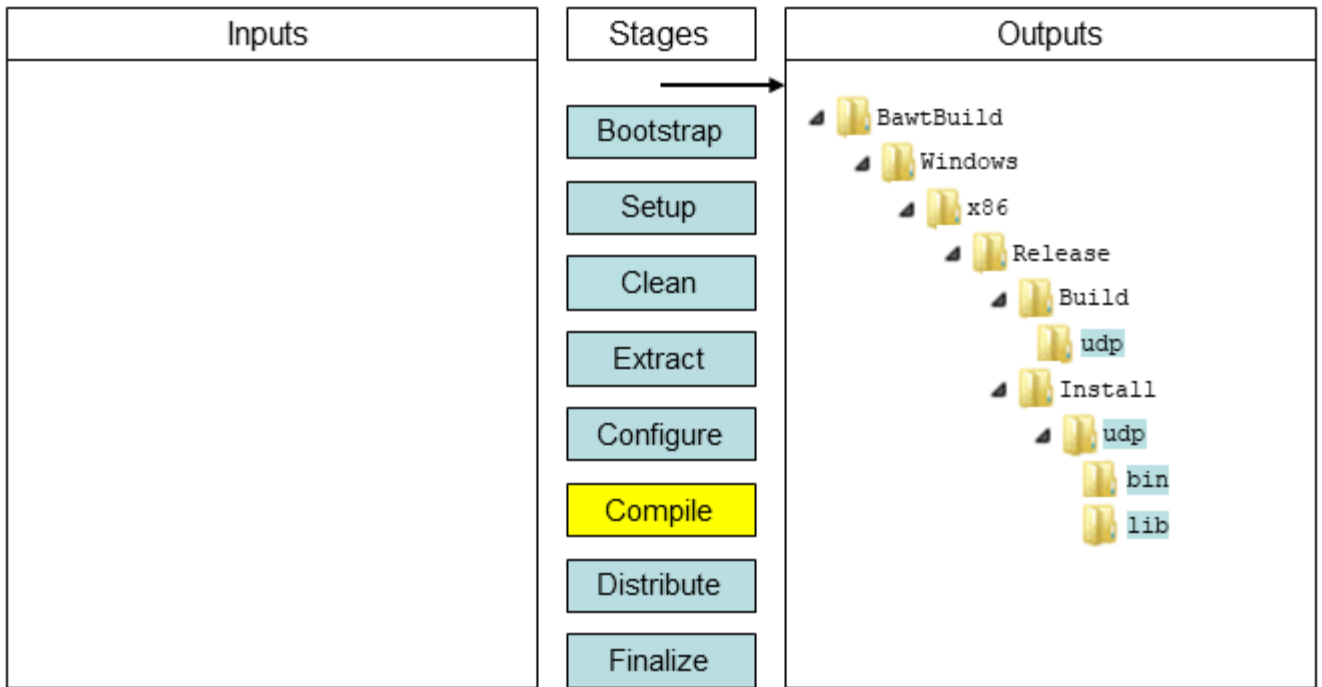 Inputs
Stages
Bootstrap
Setup
Clean
Extract
Configure
Compile
Distribute
Finalize
Outputs
BawtBuild
Windows
x86
Release
Build
udp
Install
udp
bin
lib